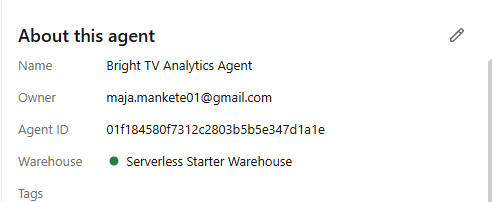 About this agent
Name Bright TV Analytics Agent
Owner maja.mankete01@gmail.com
Agent ID 01f184580f7312c2803b5b5e347d1a1e
Warehouse Serverless Starter Warehouse
Tags